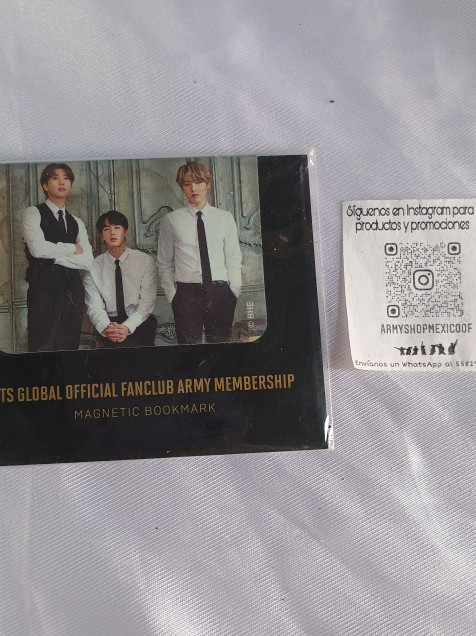 © BHE
TS GLOBAL OFFICIAL FANCLUB ARMY MEMBERSHIP
MAGNETIC BOOKMARK
Síguenos en Instagram para
productos y promociones
ARMYSHOPMEXICOOF
Envíanos un WhatsApp al